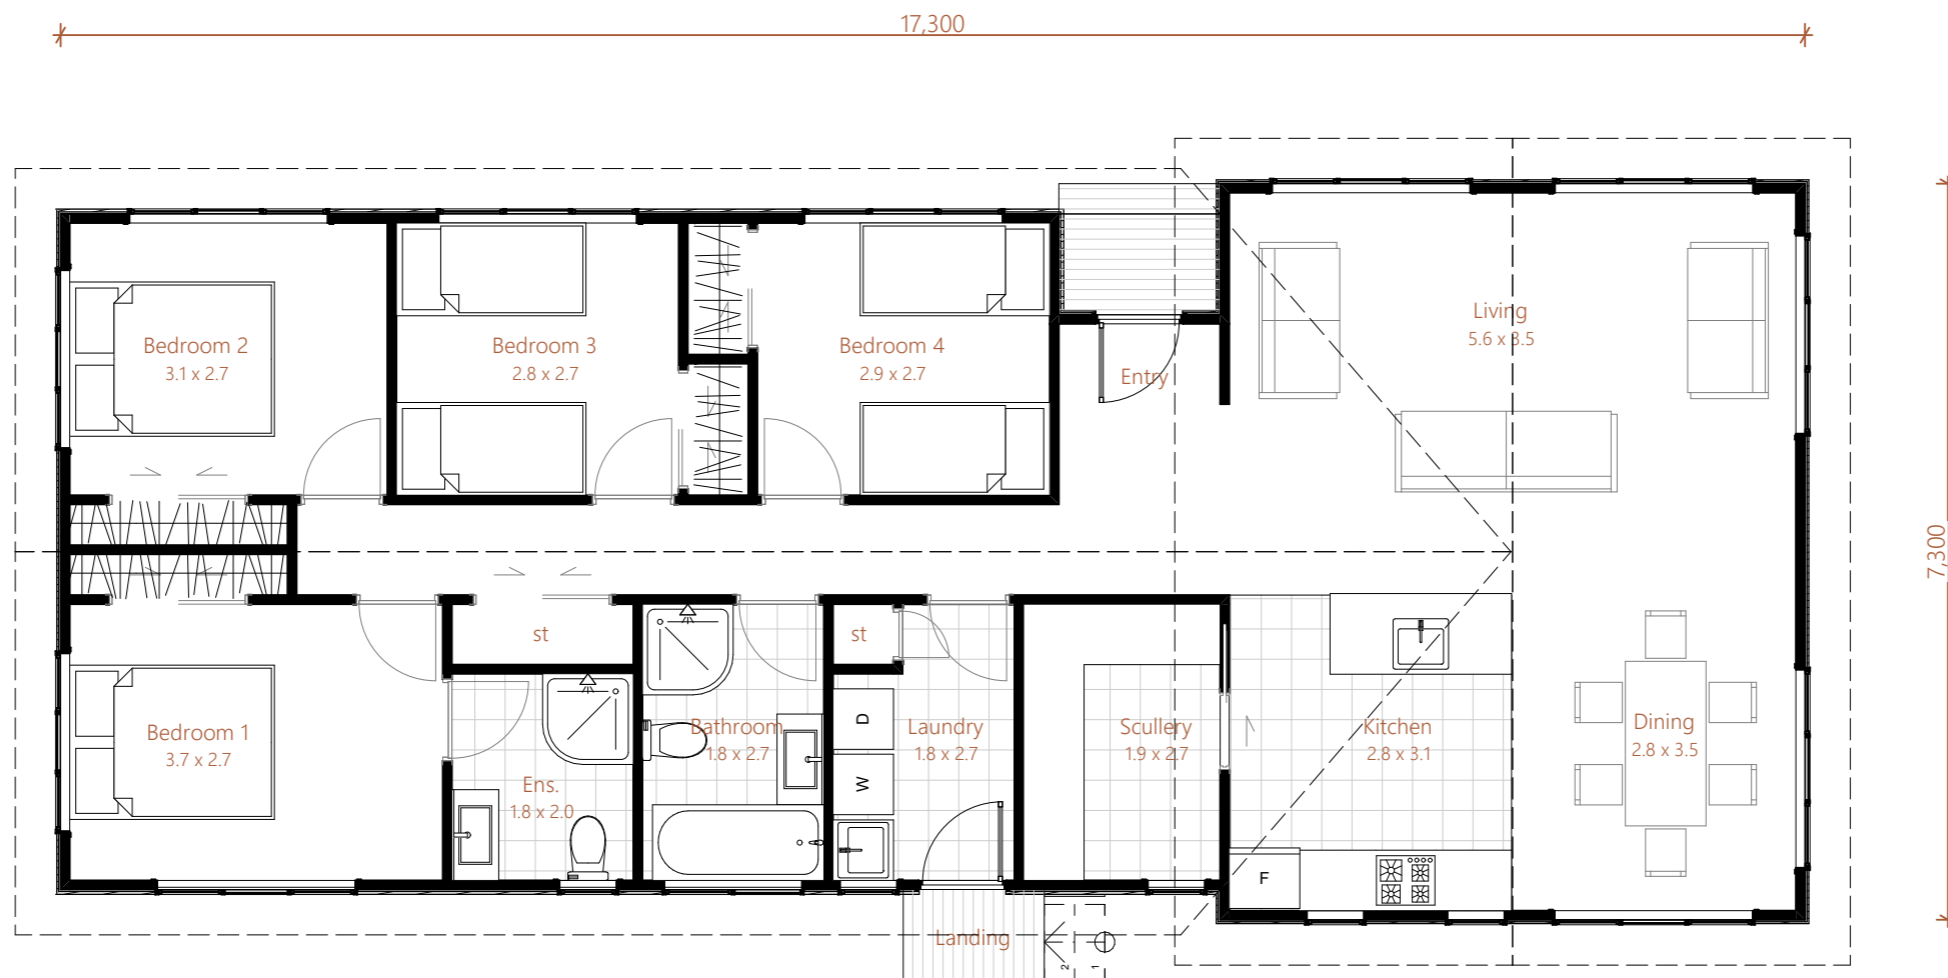 17,300
Living
5.6 x 3.5
Bedroom 2
3.1 x 2.7
Bedroom 3
2.8 x 2.7
Bedroom 4
2.9 x 2.7
Entry
7,300
st
st
Bedroom 1
3.7 x 2.7
Ens.
1.8 x 2.0
Bathroom
1.8 x 2.7
D
W
Laundry
1.8 x 2.7
Scullery
1.9 x 2.7
Kitchen
2.8 x 3.1
Dining
2.8 x 3.5
F
Landing
2
1